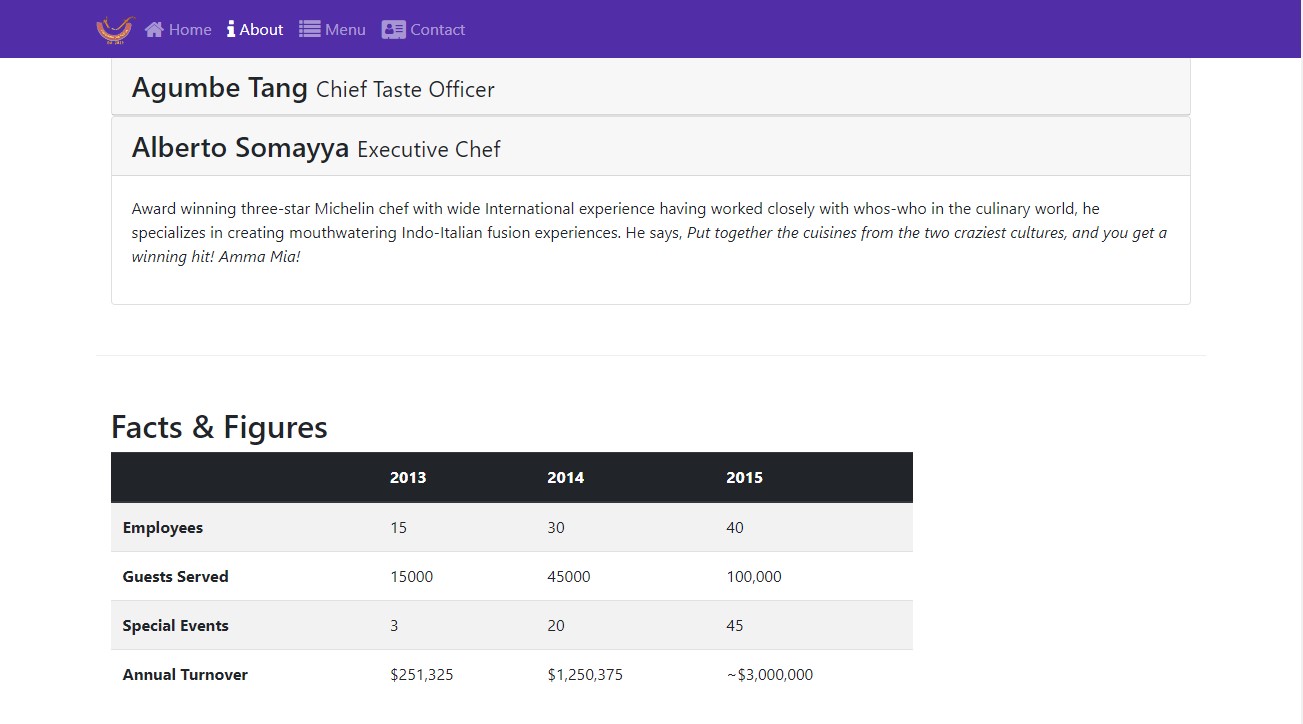 Home About Menu Contact
Agumbe Tang Chief Taste Officer
Alberto Somayya Executive Chef
Award winning three-star Michelin chef with wide International experience having worked closely with whos-who in the culinary world, he
specializes in creating mouthwatering Indo-Italian fusion experiences. He says, Put together the cuisines from the two craziest cultures, and you get a
winning hit! Amma Mia!
Facts & Figures
2013 2014 2015
Employees 15 30 40
Guests Served 15000 45000 100,000
Special Events 3 20 45
Annual Turnover $251,325 $1,250,375 ~$3,000,000